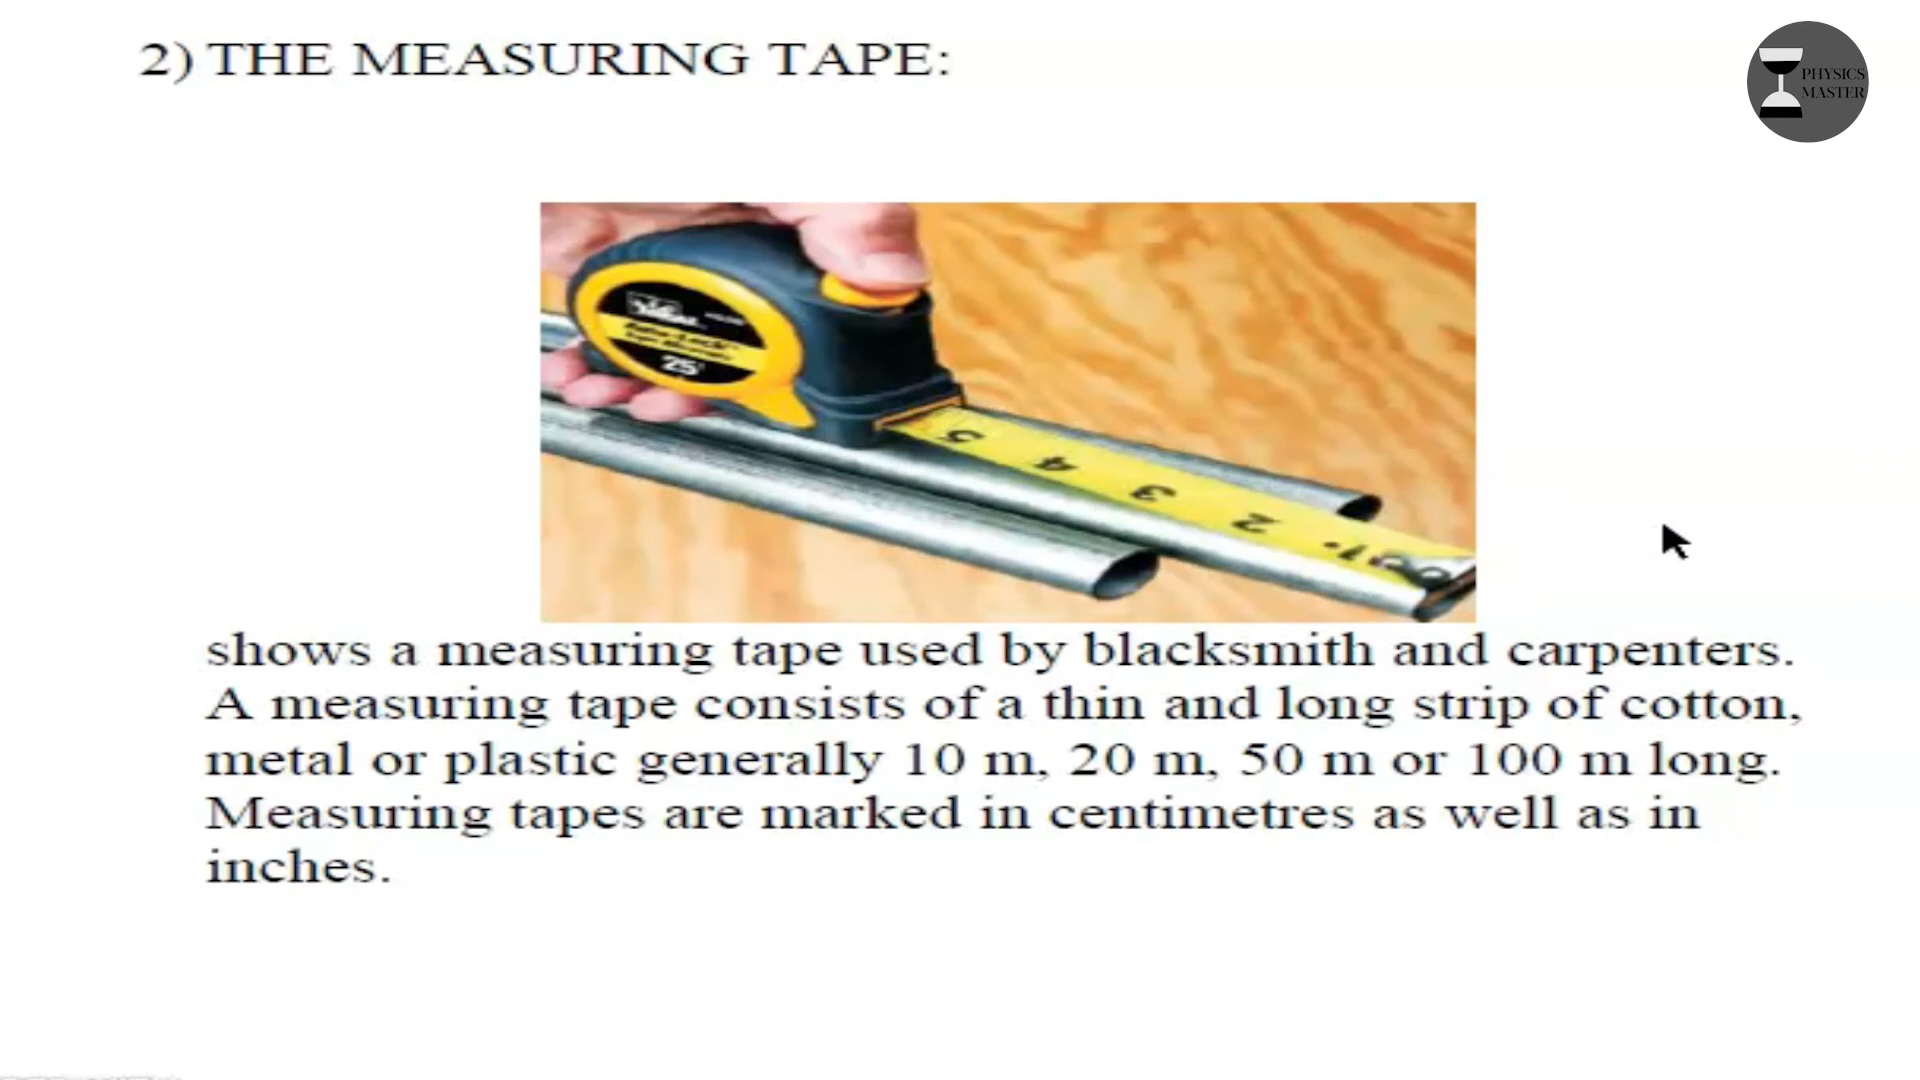 2) THE MEASURING TAPE:
PHYSICS
MASTER
25
5
4
3
2
1
shows a measuring tape used by blacksmith and carpenters.
A measuring tape consists of a thin and long strip of cotton,
metal or plastic generally 10 m, 20 m, 50 m or 100 m long.
Measuring tapes are marked in centimetres as well as in
inches.